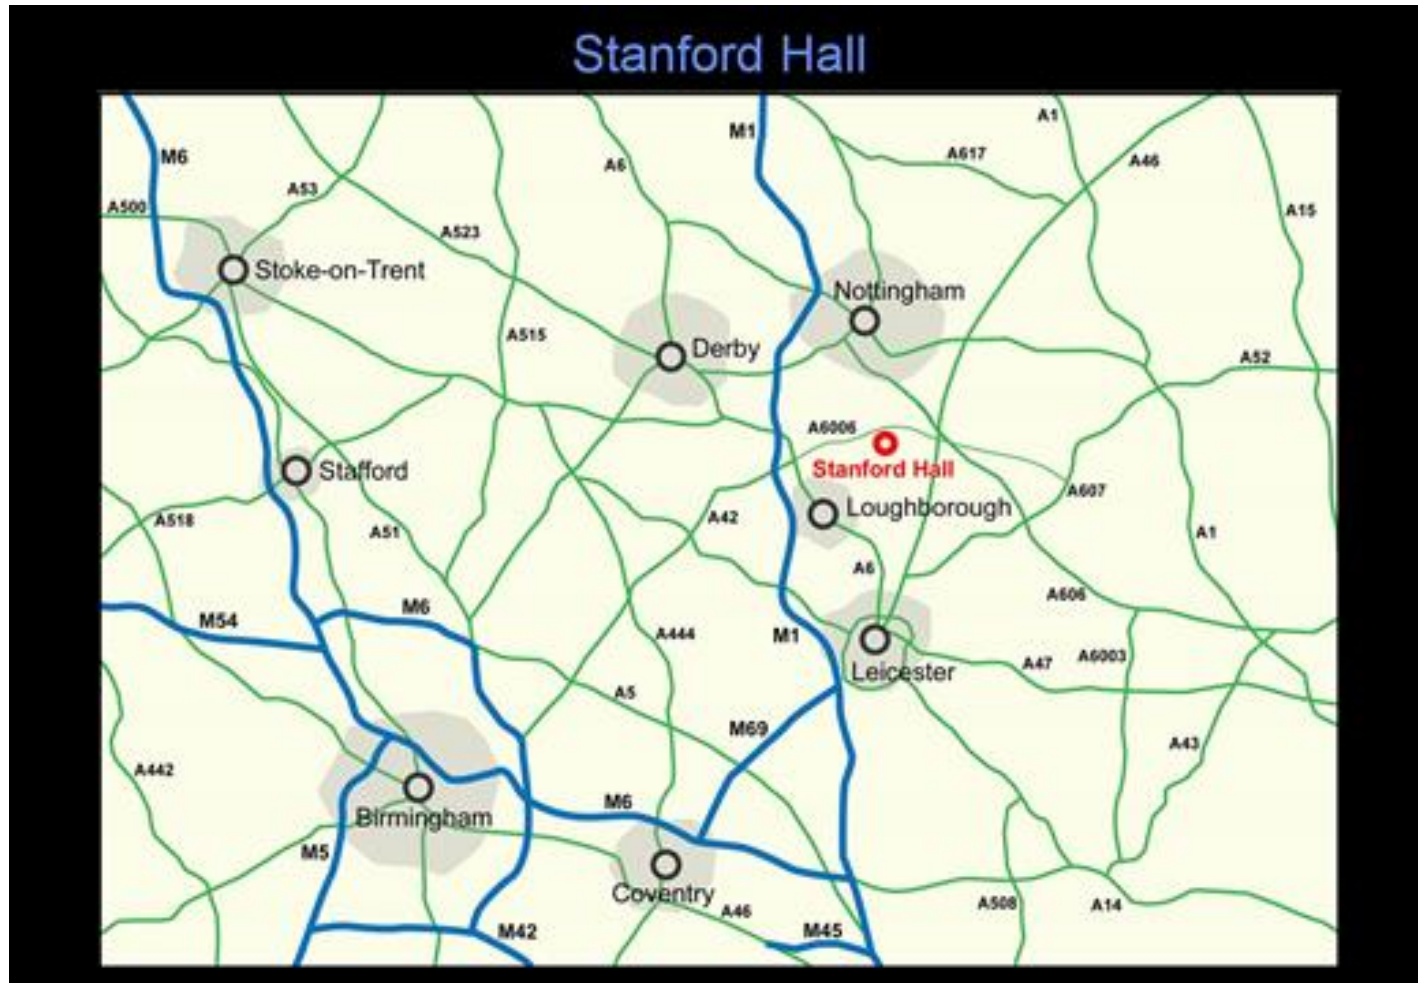 Stanford Hall
M6
M1
A1
A617
A46
A6
A53
A500
A523
A15
Stoke-on-Trent
Nottingham
A515
Derby
A52
A6006
Stanford Hall
Stafford
A607
Loughborough
A518
A42
A51
A1
A6
A606
M6
M54
A444
M1
A6003
A47
Leicester
A5
M69
A43
A442
M6
Birmingham
M5
Coventry
A46
A508
A14
M42
M45